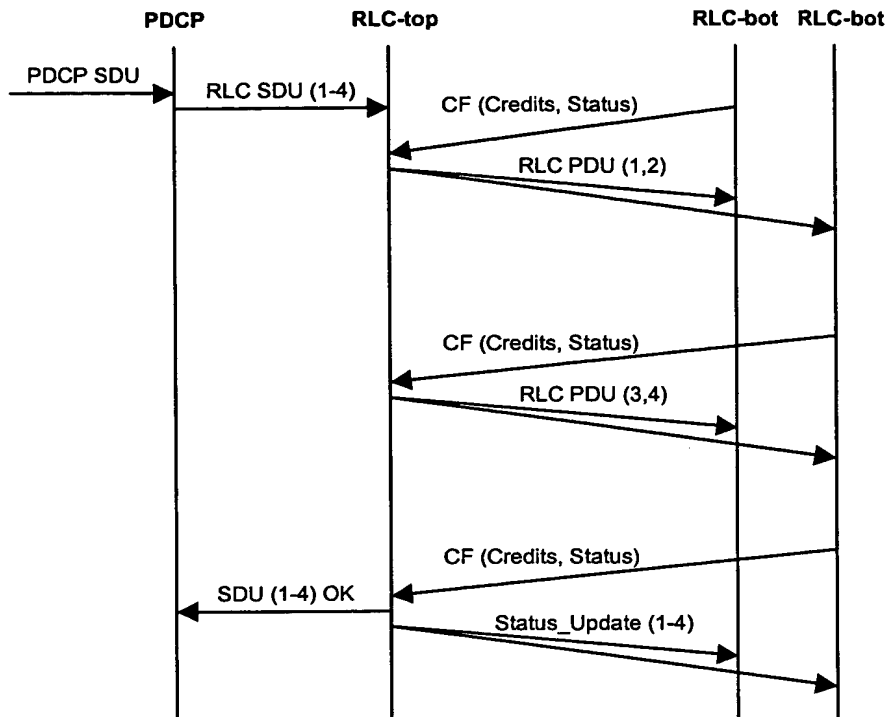 PDCP
RLC-top
RLC-bot
RLC-bot
PDCP SDU
RLC SDU (1-4)
CF (Credits, Status)
RLC PDU (1,2)
CF (Credits, Status)
RLC PDU (3,4)
CF (Credits, Status)
SDU (1-4) OK
Status_Update (1-4)